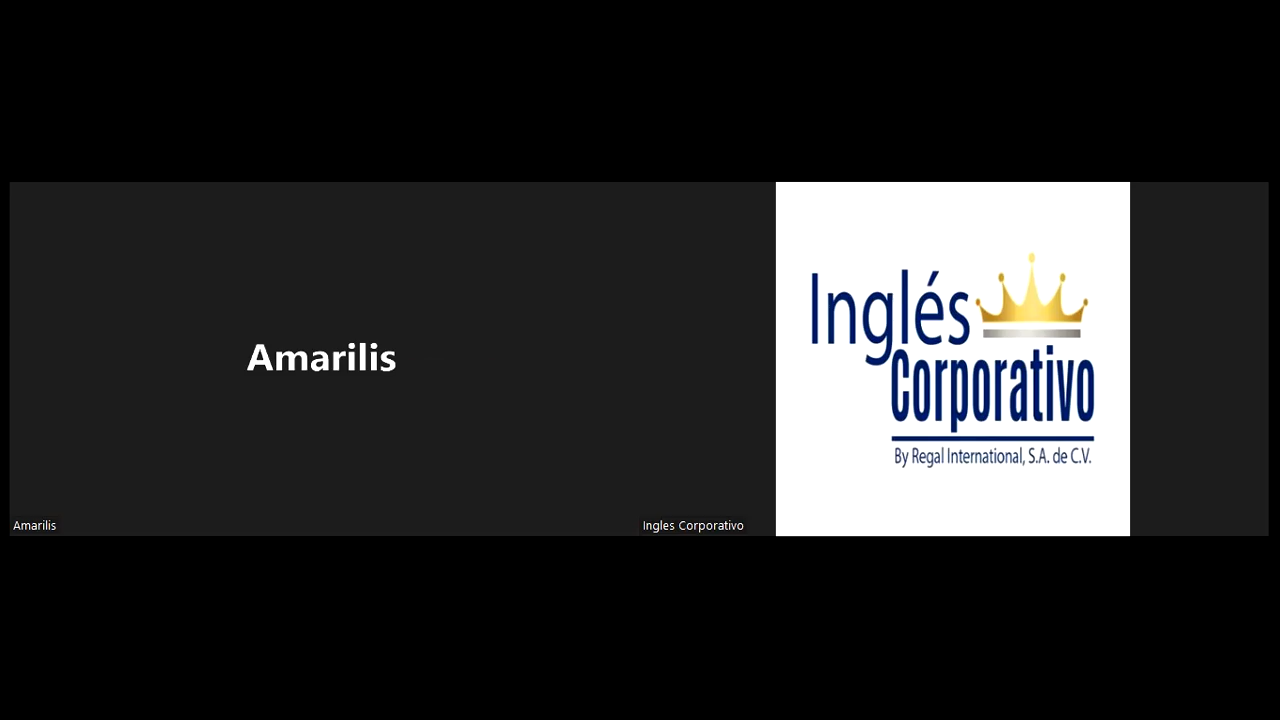 Amarilis
Amarilis
Inglés
Corporativo
By Regal International, S.A. de C.V.
Ingles Corporativo